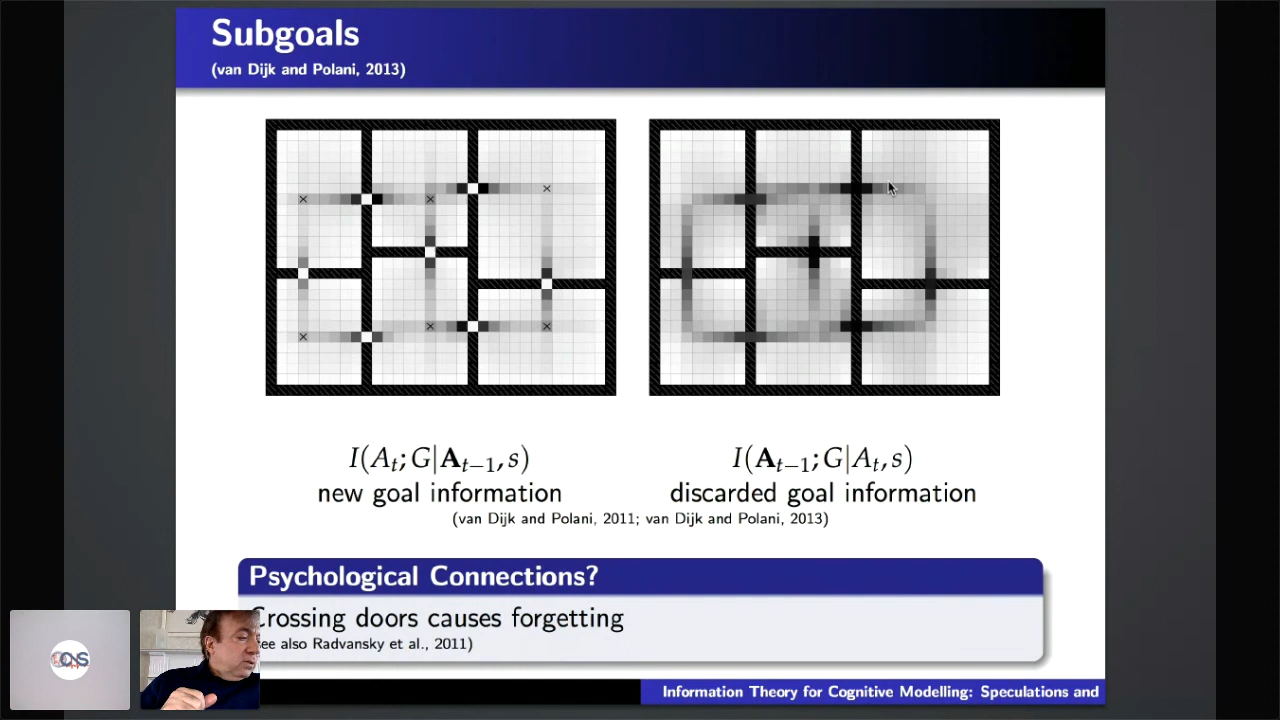 Subgoals
(van Dijk and Polani, 2013)
I(A_t; G|𝐀_{t−1}, s)
I(𝐀_{t−1}; G|A_t, s)
new goal information
discarded goal information
(van Dijk and Polani, 2011; van Dijk and Polani, 2013)
Psychological Connections?
Crossing doors causes forgetting
ee also Radvansky et al., 2011)
Information Theory for Cognitive Modelling: Speculations and